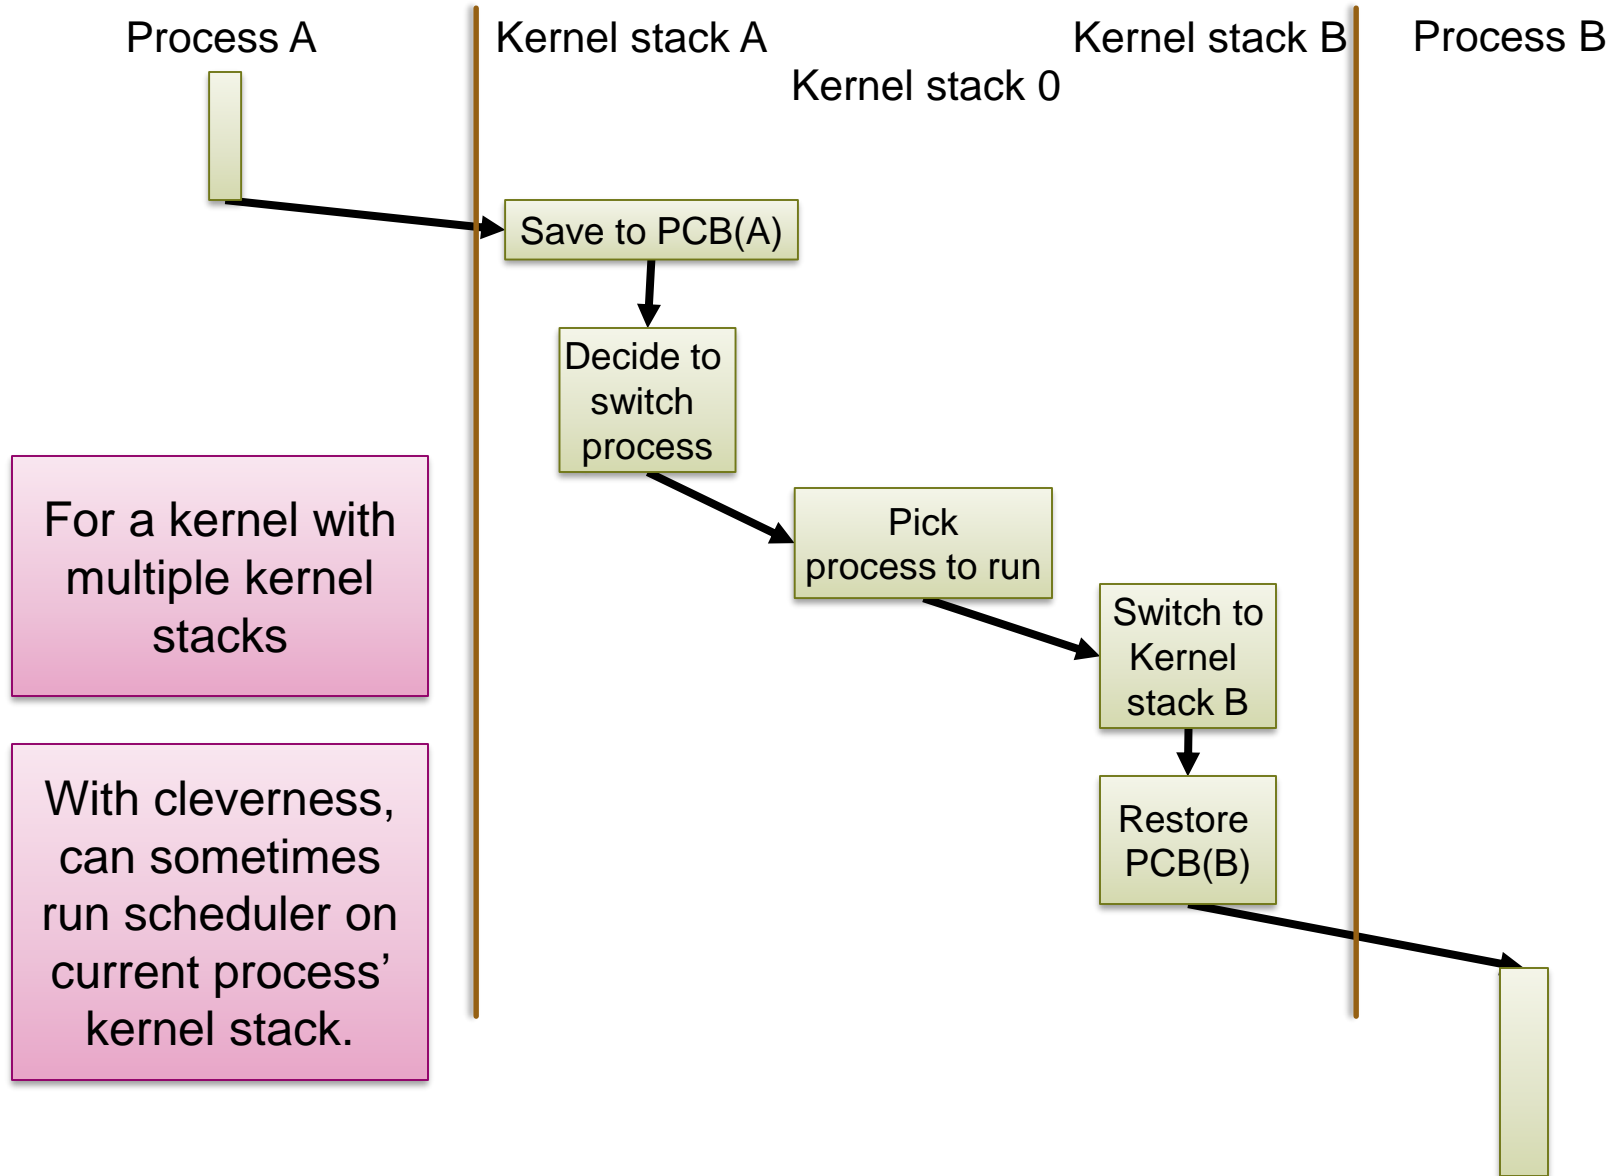 Process A
Kernel stack A
Kernel stack B
Process B
Kernel stack 0
Save to PCB(A)
Decide to
switch
process
Pick
process to run
Switch to
Kernel
stack B
Restore
PCB(B)
For a kernel with
multiple kernel
stacks
With cleverness,
can sometimes
run scheduler on
current process’
kernel stack.